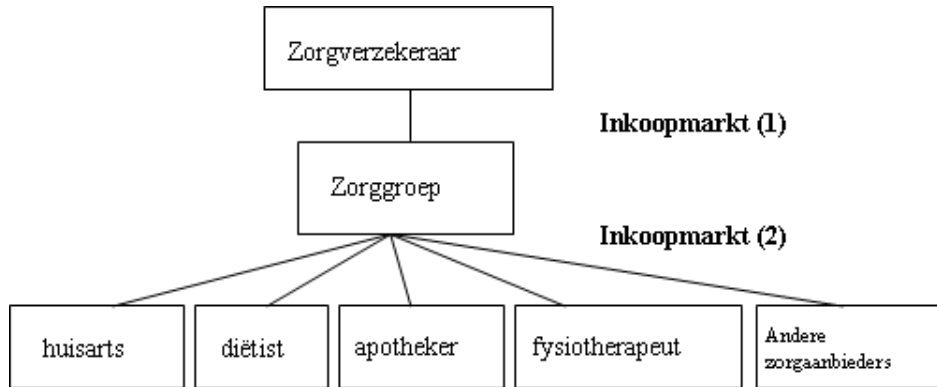 Zorgverzekeraar
Inkoopmarkt (1)
Zorggroep
Inkoopmarkt (2)
huisarts
diëtist
apotheker
fysiotherapeut
Andere
zorgaanbieders